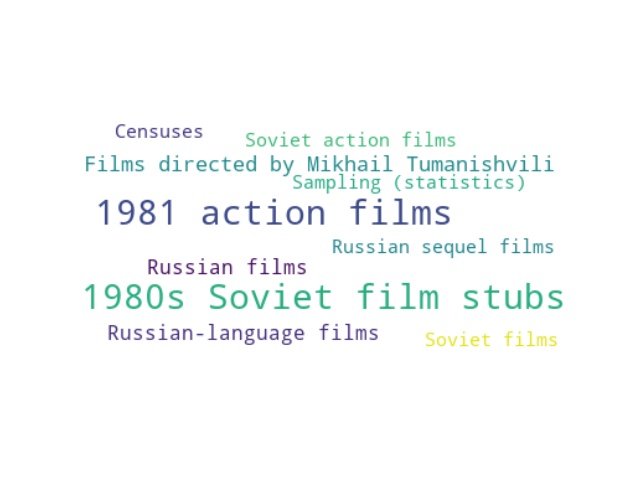 Censuses
Soviet action films
Films directed by Mikhail Tumanishvili
Sampling (statistics)
1981 action films
Russian sequel films
Russian films
1980s Soviet film stubs
Russian-language films
Soviet films